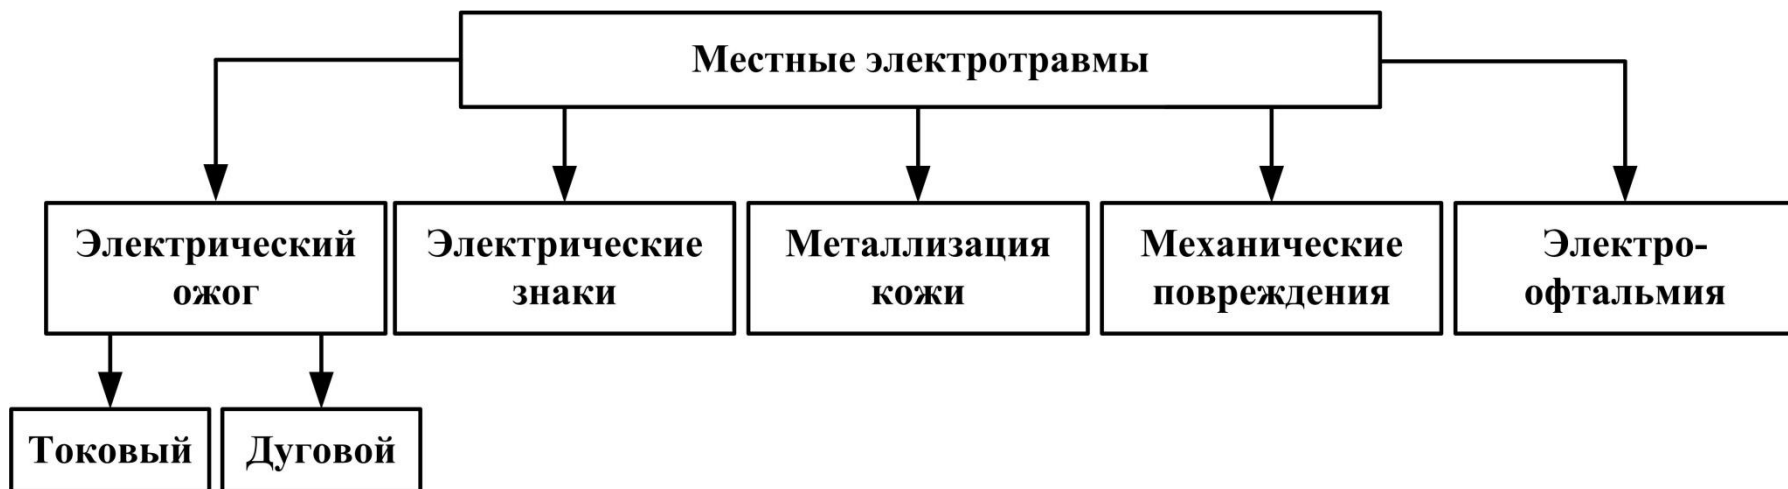 Местные электротравмы
Электрический
ожог
Электрические
знаки
Металлизация
кожи
Механические
повреждения
Электро-
офтальмия
Токовый
Дуговой